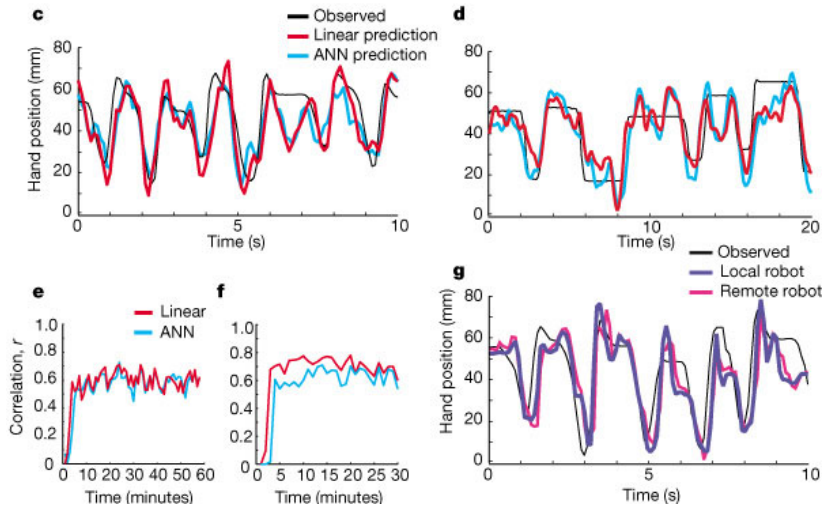 c
Observed
Linear prediction
ANN prediction
Hand position (mm)
80
60
40
20
0
0 5 10
Time (s)
d
80
60
40
20
0
0 5 10 15 20
Time (s)
e
Linear
ANN
Correlation, r
1.0
0.8
0.6
0.4
0.2
0
0 10 20 30 40 50 60
Time (minutes)
f
1.0
0.8
0.6
0.4
0.2
0
0 5 10 15 20 25 30
Time (minutes)
g
Observed
Local robot
Remote robot
Hand position (mm)
80
60
40
20
0
0 5 10
Time (s)